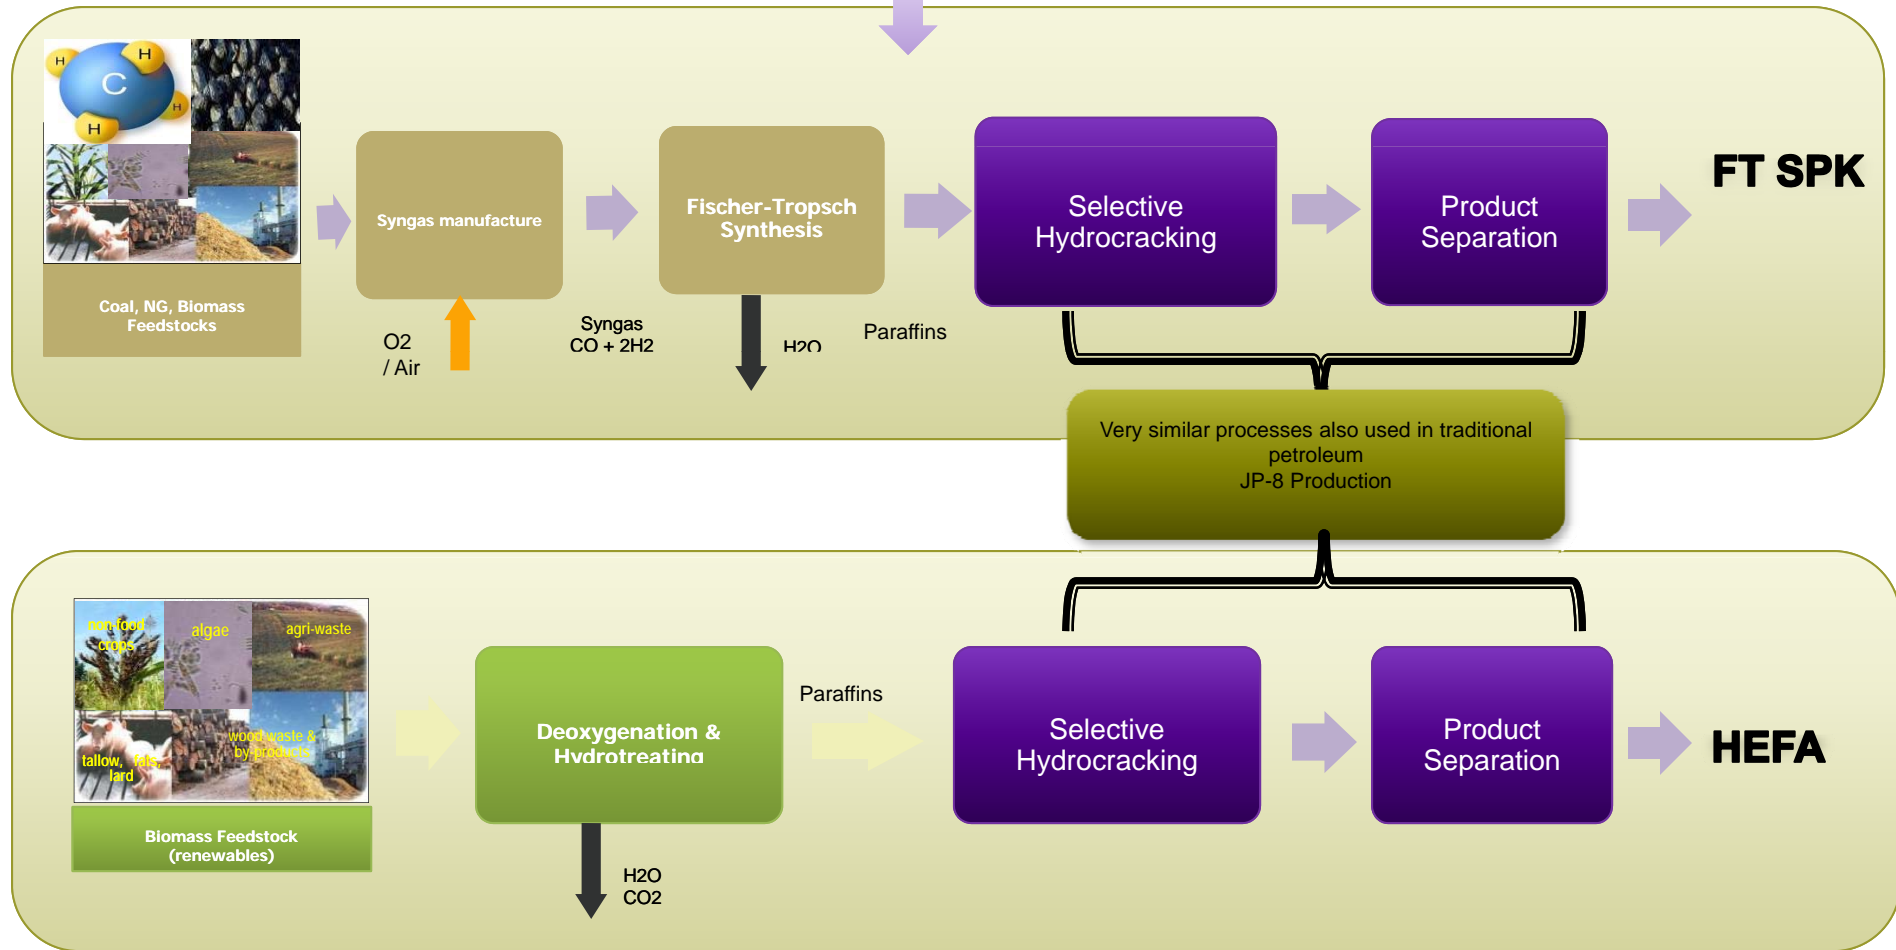 H
H
C
H
H
Coal, NG, Biomass
Feedstocks
Syngas manufacture
O2
/ Air
Syngas
CO + 2H2
Fischer-Tropsch
Synthesis
H2O
Paraffins
Selective
Hydrocracking
Product
Separation
FT SPK
Very similar processes also used in traditional
petroleum
JP-8 Production
non-food
crops
algae
agri-waste
tallow, fats,
lard
wood waste &
by-products
Biomass Feedstock
(renewables)
Deoxygenation &
Hydrotreating
H2O
CO2
Paraffins
Selective
Hydrocracking
Product
Separation
HEFA